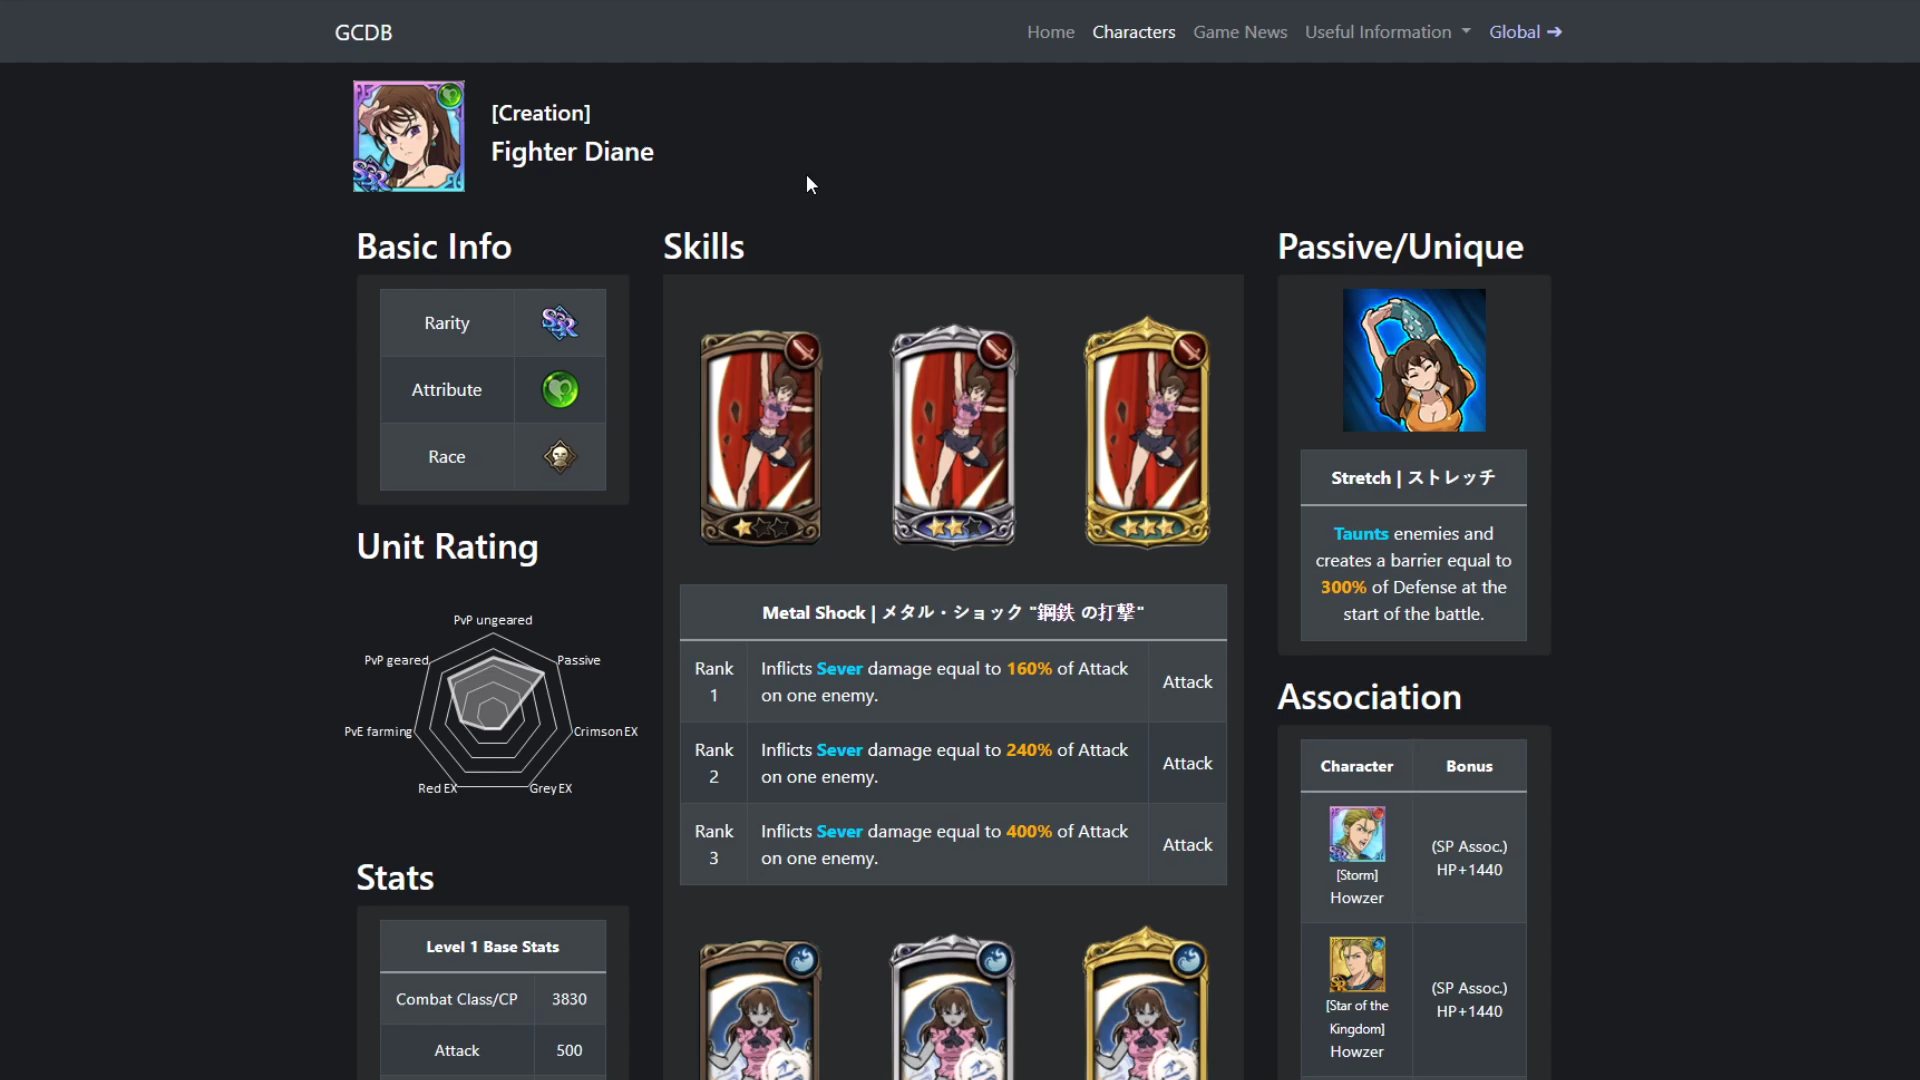 GCDB
Home Characters Game News Useful Information Global ➔
[Creation]
Fighter Diane
SSR
Basic Info
Rarity SSR
Attribute
Race
Unit Rating
PvP ungeared
PvP geared
Passive
PvE farming
Crimson EX
Red EX
Grey EX
Stats
Level 1 Base Stats
Combat Class/CP 3830
Attack 500
Skills
Metal Shock | メタル・ショック "鋼鉄 の打撃"
Rank 1
Inflicts Sever damage equal to 160% of Attack
on one enemy.
Attack
Rank 2
Inflicts Sever damage equal to 240% of Attack
on one enemy.
Attack
Rank 3
Inflicts Sever damage equal to 400% of Attack
on one enemy.
Attack
Passive/Unique
Stretch | ストレッチ
Taunts enemies and
creates a barrier equal to
300% of Defense at the
start of the battle.
Association
Character Bonus
SSR
[Storm]
Howzer
(SP Assoc.)
HP+1440
SR
[Star of the
Kingdom]
Howzer
(SP Assoc.)
HP+1440